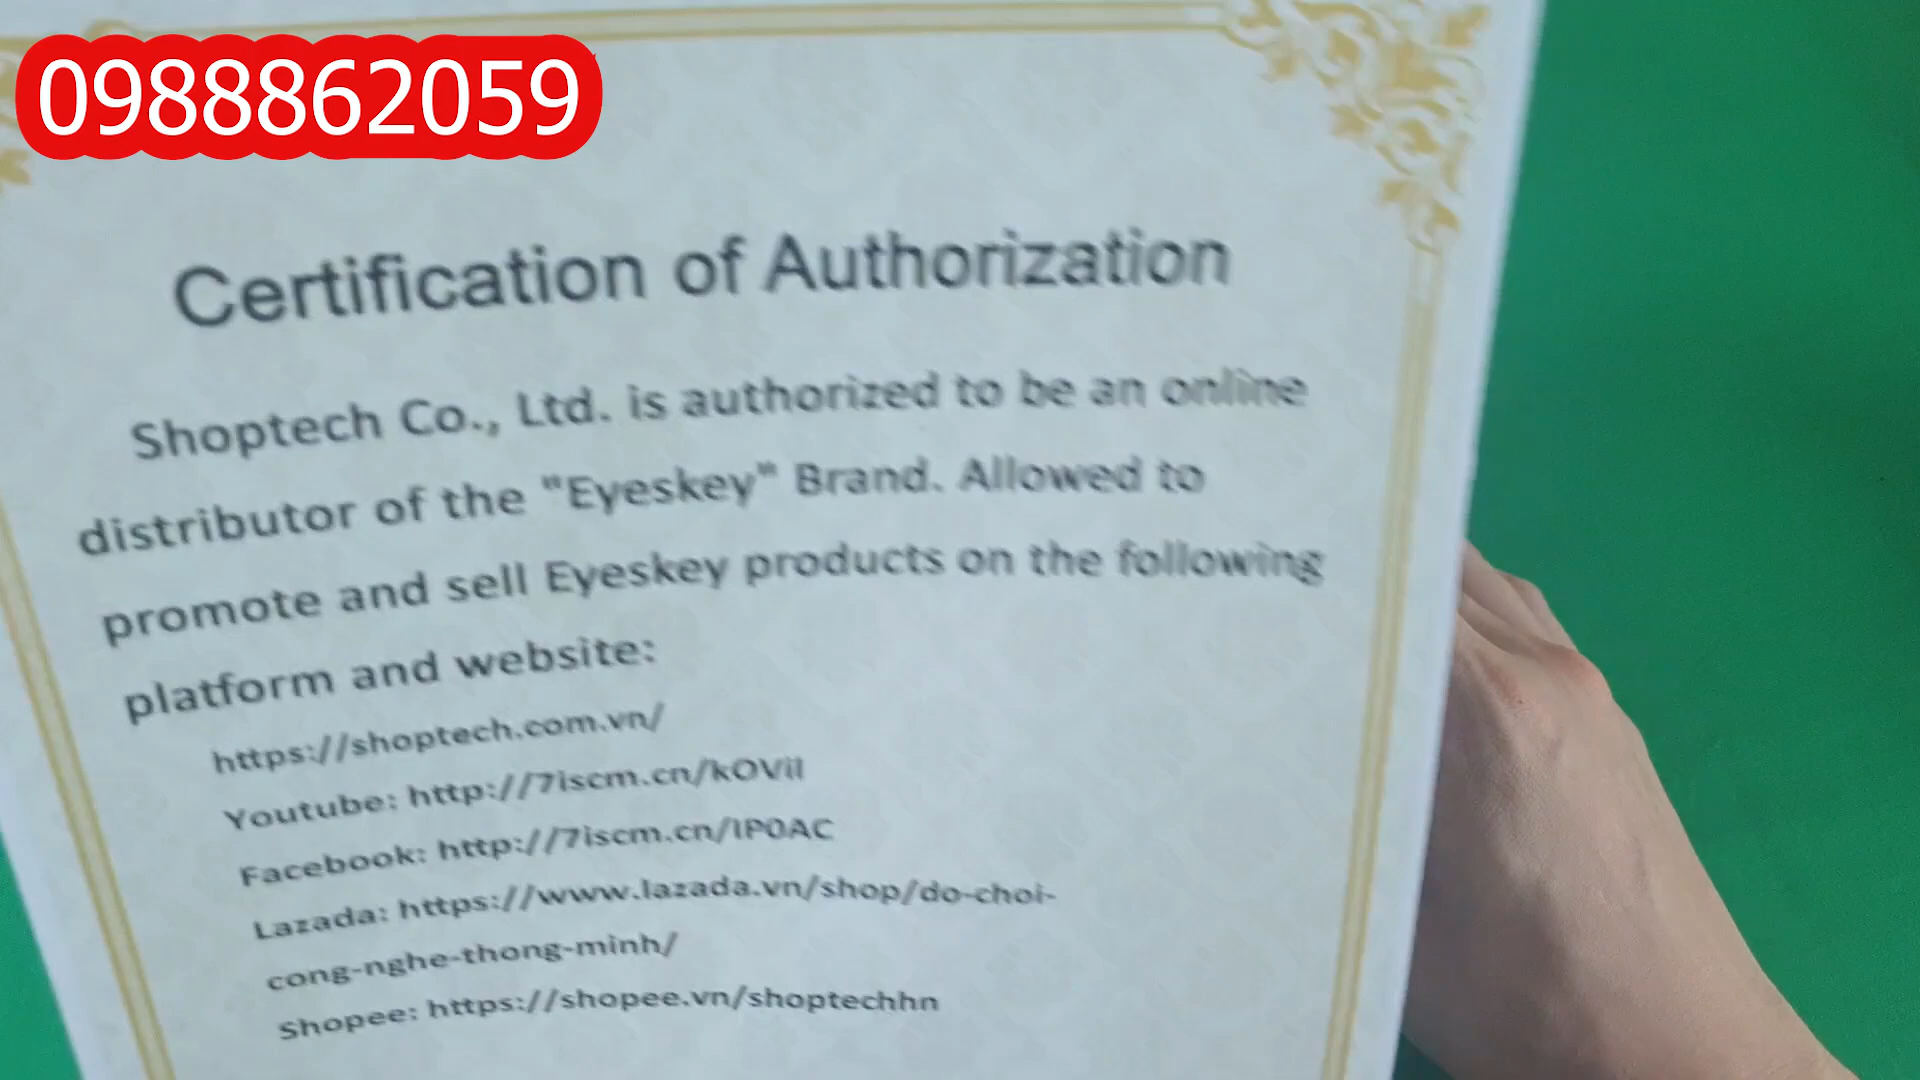 0988862059
Certification of Authorization
Shoptech Co., Ltd. is authorized to be an online
distributor of the "Eyeskey" Brand. Allowed to
promote and sell Eyeskey products on the following
platform and website:
https://shoptech.com.vn/
Youtube: http://7iscm.cn/kOVil
Facebook: http://7iscm.cn/IP0AC
Lazada: https://www.lazada.vn/shop/do-choi-
cong-nghe-thong-minh/
Shopee: https://shopee.vn/shoptechhn